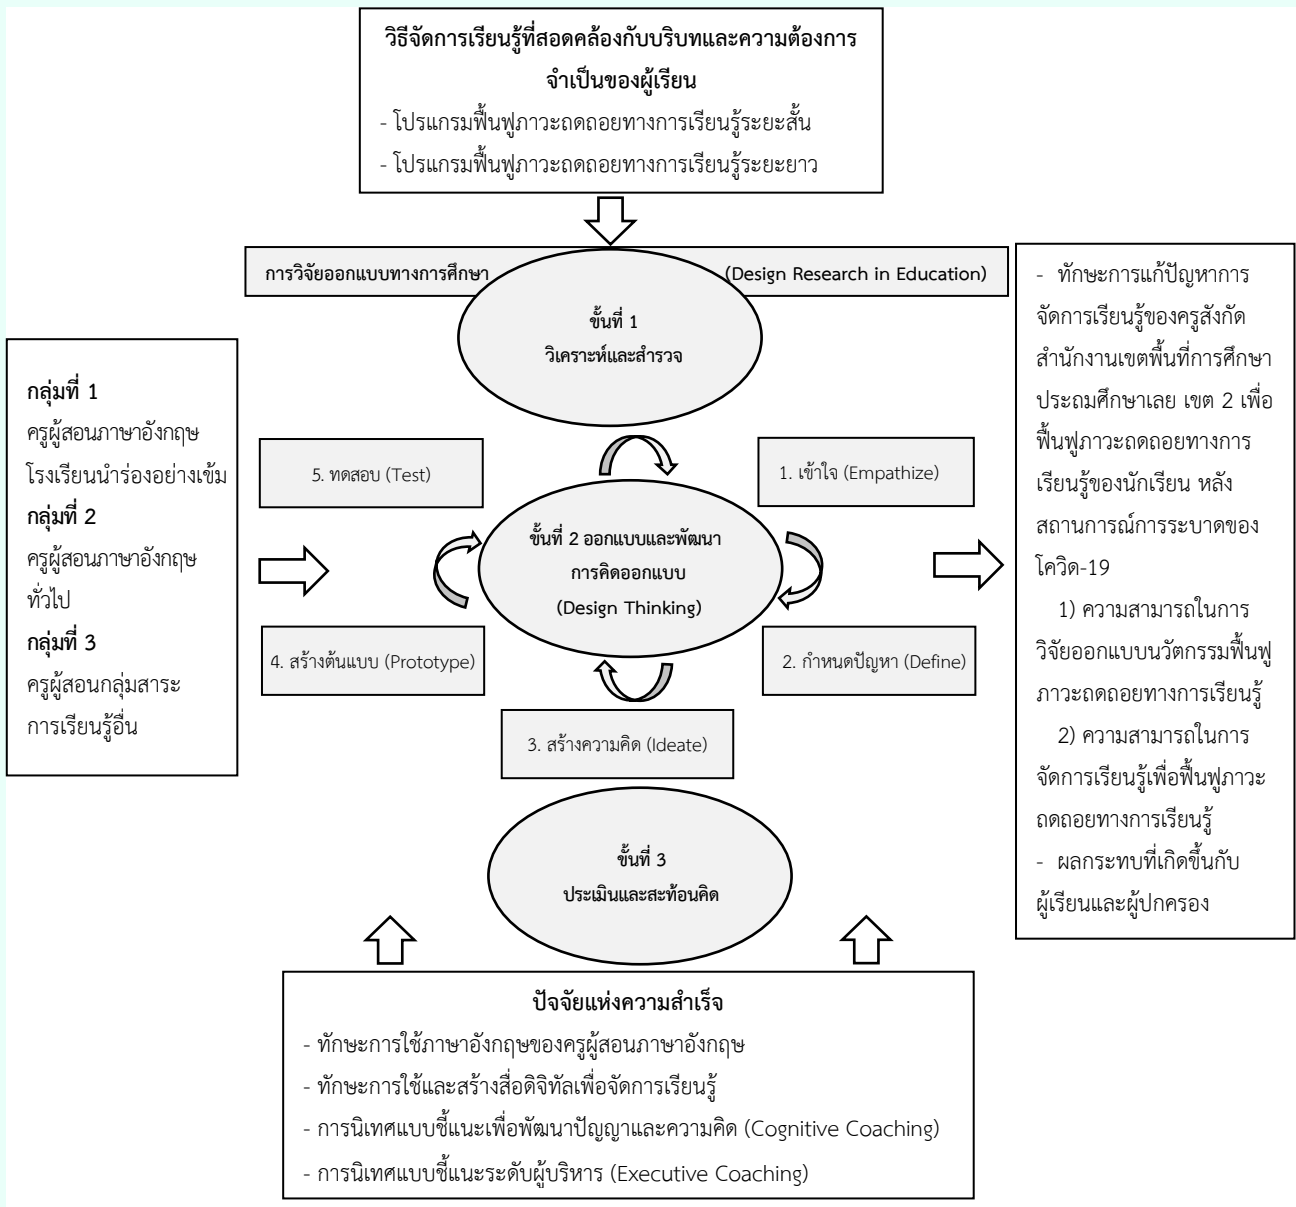 วิธีจัดการเรียนรู้ที่สอดคล้องกับบริบทและความต้องการ
จำเป็นของผู้เรียน
- โปรแกรมฟื้นฟูภาวะถดถอยทางการเรียนรู้ระยะสั้น
- โปรแกรมฟื้นฟูภาวะถดถอยทางการเรียนรู้ระยะยาว
การวิจัยออกแบบทางการศึกษา
(Design Research in Education)
ขั้นที่ 1
วิเคราะห์และสำรวจ
กลุ่มที่ 1
ครูผู้สอนภาษาอังกฤษ
โรงเรียนนำร่องอย่างเข้ม
กลุ่มที่ 2
ครูผู้สอนภาษาอังกฤษ
ทั่วไป
กลุ่มที่ 3
ครูผู้สอนกลุ่มสาระ
การเรียนรู้อื่น
5. ทดสอบ (Test)
1. เข้าใจ (Empathize)
ขั้นที่ 2 ออกแบบและพัฒนา
การคิดออกแบบ
(Design Thinking)
4. สร้างต้นแบบ (Prototype)
2. กำหนดปัญหา (Define)
3. สร้างความคิด (Ideate)
ขั้นที่ 3
ประเมินและสะท้อนคิด
- ทักษะการแก้ปัญหาการ
จัดการเรียนรู้ของครูสังกัด
สำนักงานเขตพื้นที่การศึกษา
ประถมศึกษาเลย เขต 2 เพื่อ
ฟื้นฟูภาวะถดถอยทางการ
เรียนรู้ของนักเรียน หลัง
สถานการณ์การระบาดของ
โควิด-19
1) ความสามารถในการ
วิจัยออกแบบนวัตกรรมฟื้นฟู
ภาวะถดถอยทางการเรียนรู้
2) ความสามารถในการ
จัดการเรียนรู้เพื่อฟื้นฟูภาวะ
ถดถอยทางการเรียนรู้
- ผลกระทบที่เกิดขึ้นกับ
ผู้เรียนและผู้ปกครอง
ปัจจัยแห่งความสำเร็จ
- ทักษะการใช้ภาษาอังกฤษของครูผู้สอนภาษาอังกฤษ
- ทักษะการใช้และสร้างสื่อดิจิทัลเพื่อจัดการเรียนรู้
- การนิเทศแบบชี้แนะเพื่อพัฒนาปัญญาและความคิด (Cognitive Coaching)
- การนิเทศแบบชี้แนะระดับผู้บริหาร (Executive Coaching)